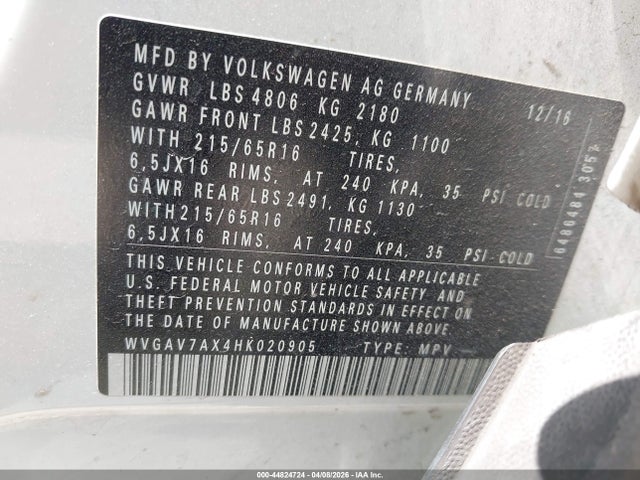 MFD BY VOLKSWAGEN AG GERMANY
GVWR LBS 4806 KG 2180 12/16
GAWR FRONT LBS 2425, KG 1100
WITH 215/65R16 TIRES,
6,5JX16 RIMS, AT 240 KPA, 35 PSI COLD
GAWR REAR LBS 2491, KG 1130
WITH 215/65R16 TIRES,
6,5JX16 RIMS, AT 240 KPA, 35 PSI COLD
THIS VEHICLE CONFORMS TO ALL APPLICABLE
U.S. FEDERAL MOTOR VEHICLE SAFETY AND
THEFT PREVENTION STANDARDS IN EFFECT ON
THE DATE OF MANUFACTURE SHOWN ABOVE.
WVGAV7AX4HK020905 TYPE: MPV
6486484 3057
000-44824724 - 04/08/2026 - IAA, Inc.